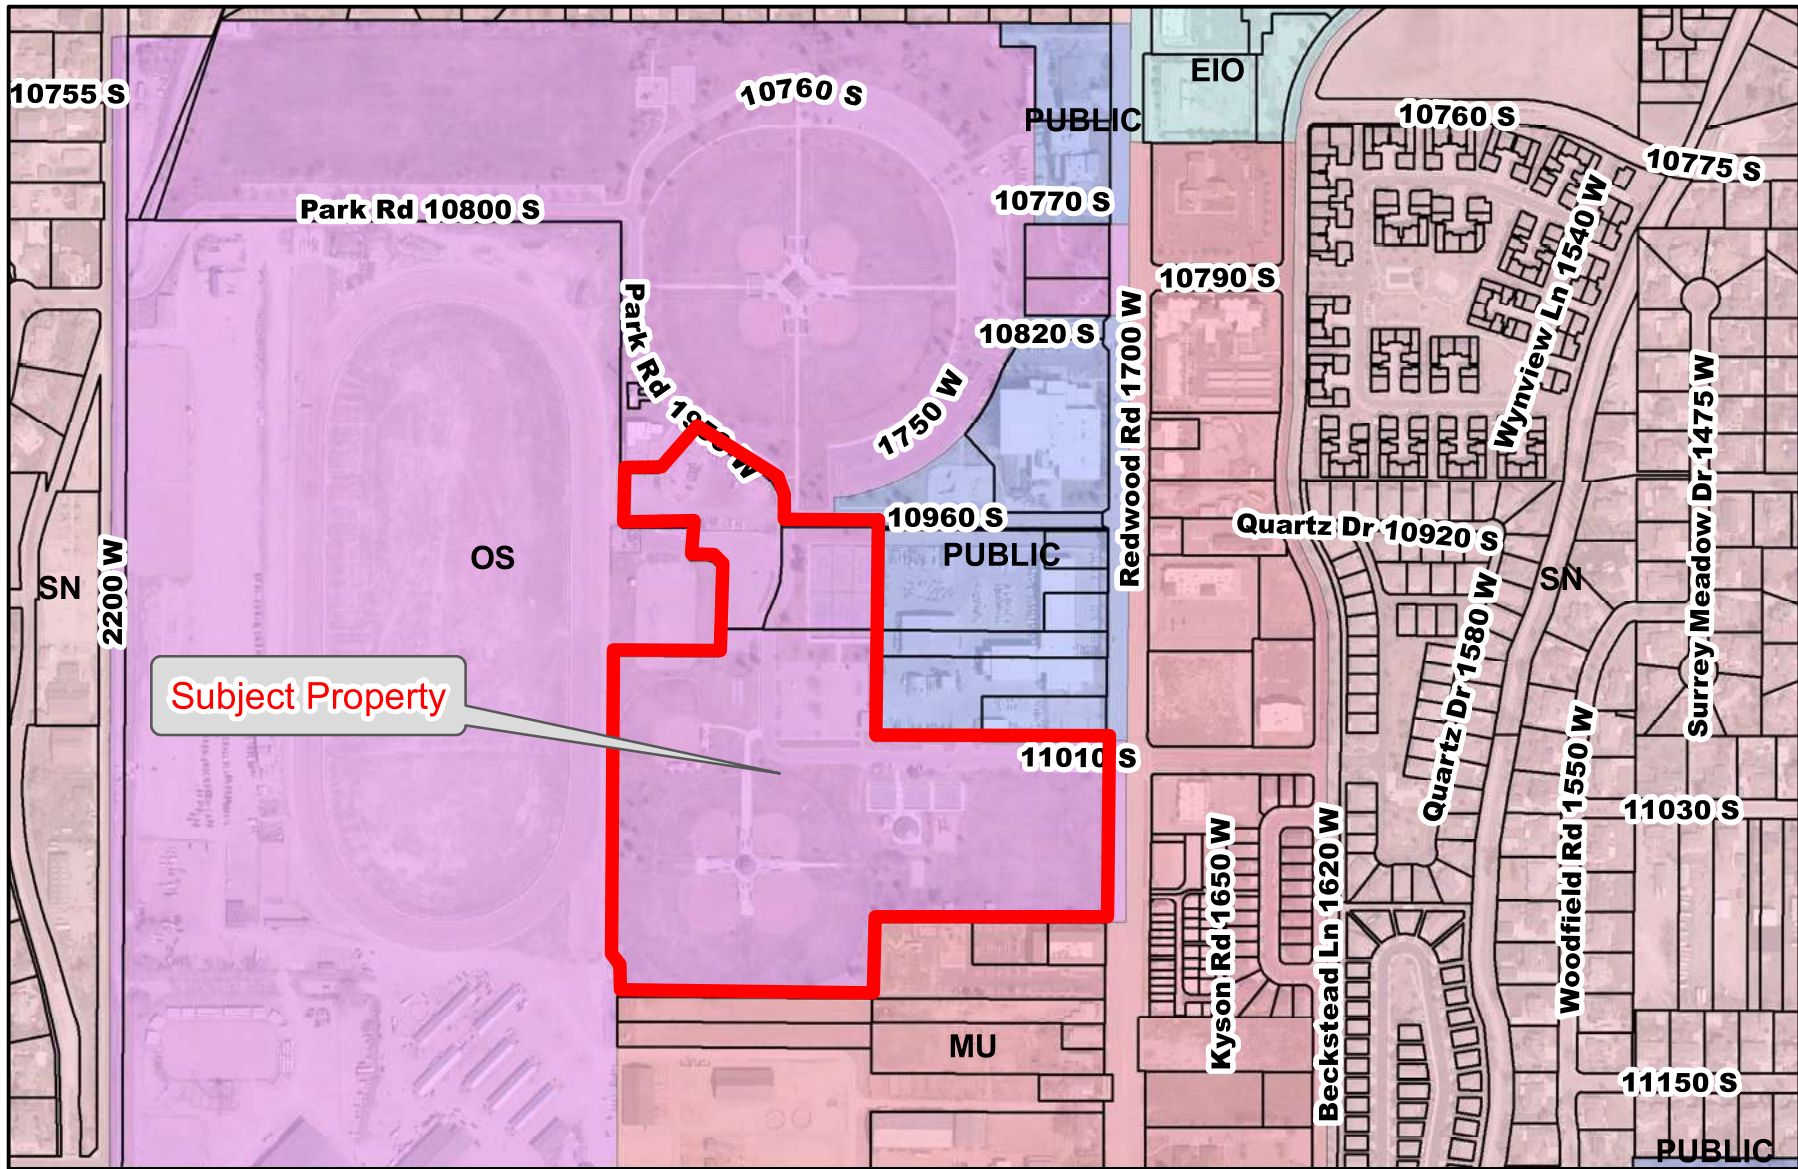 EIO
10755 S
10760 S
10760 S
PUBLIC
10775 S
10770 S
Park Rd 10800 S
10790 S
10820 S
Park Rd 1950 W
1750 W
Redwood Rd 1700 W
Wynview Ln 1540 W
Surrey Meadow Dr 1475 W
10960 S
Quartz Dr 10920 S
PUBLIC
OS
SN
2200 W
SN
Quartz Dr 1580 W
Subject Property
11010 S
Woodfield Rd 1550 W
11030 S
Kyson Rd 1650 W
Beckstead Ln 1620 W
MU
11150 S
PUBLIC